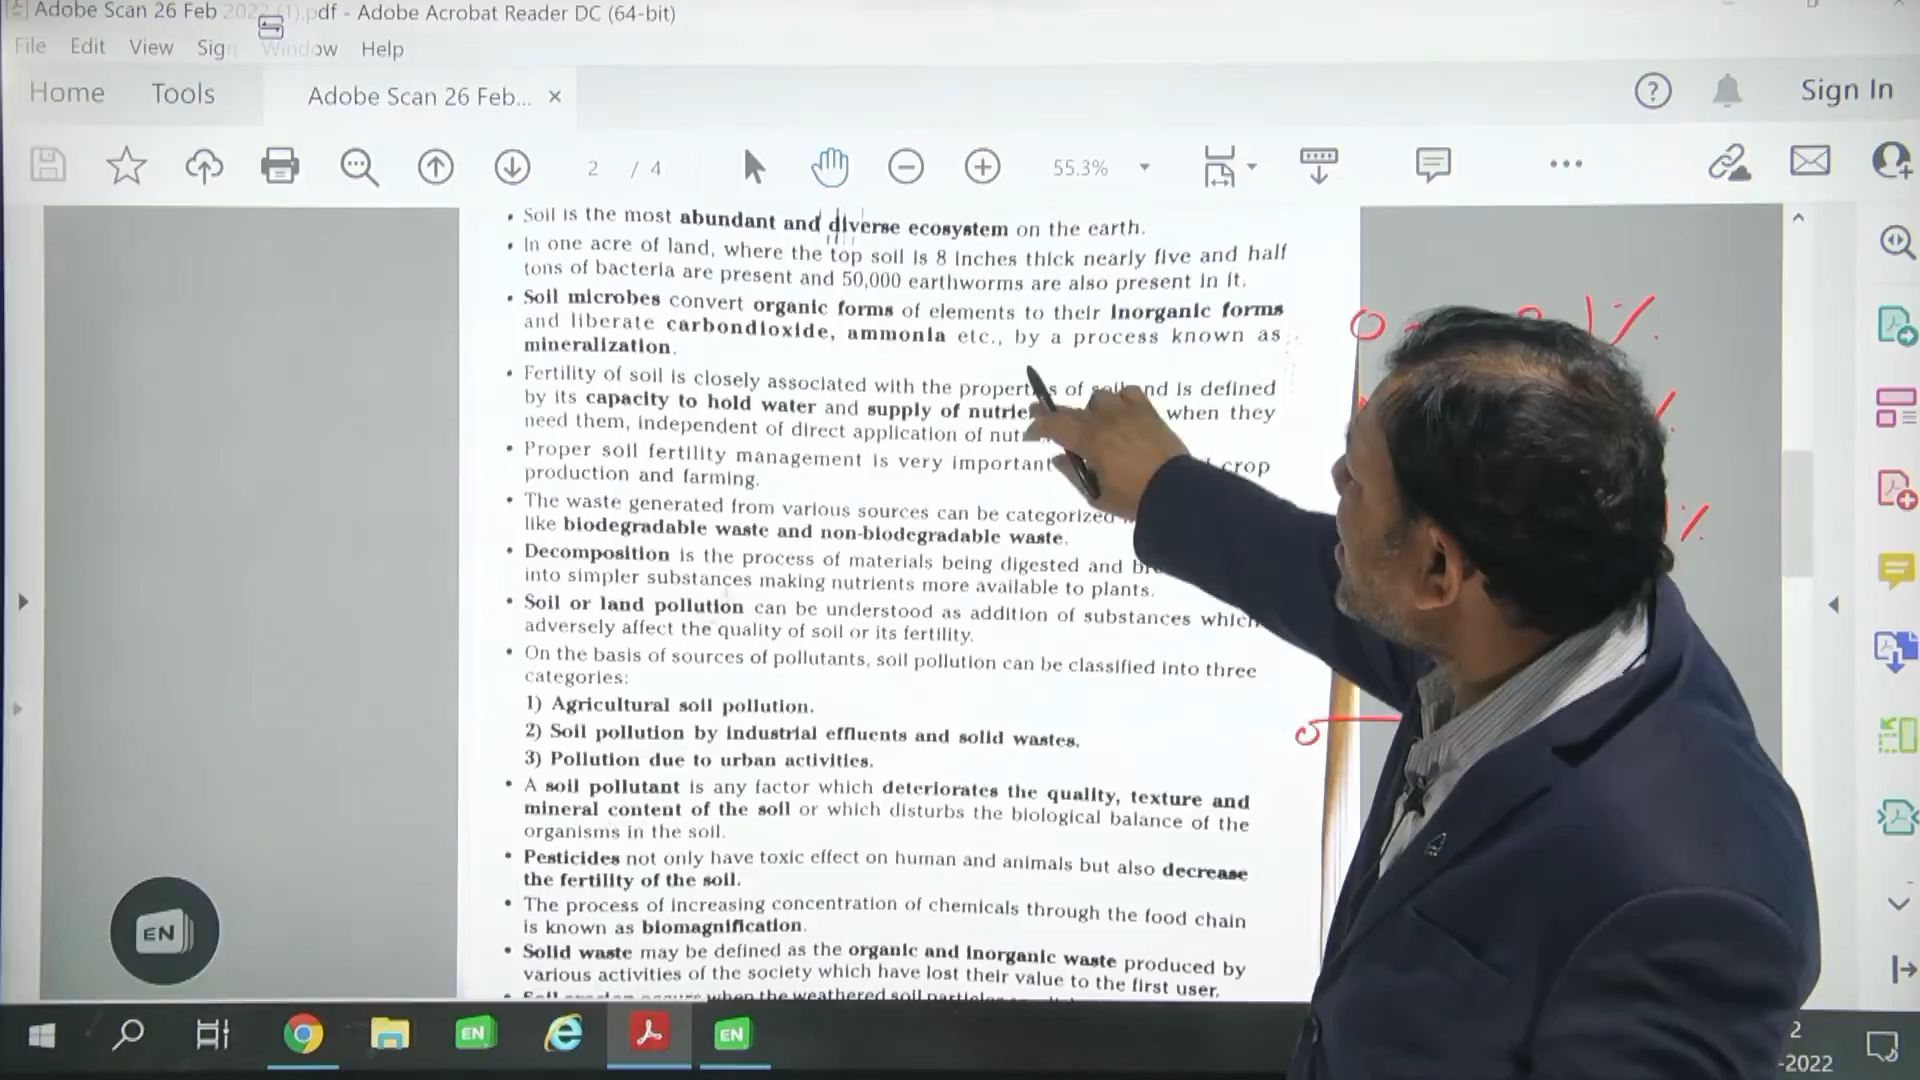 Adobe Scan 26 Feb 2022 (1).pdf - Adobe Acrobat Reader DC (64-bit)
File Edit View Sign Window Help
Home Tools Adobe Scan 26 Feb... × Sign In
2 / 4 55.3%
• Soil is the most abundant and diverse ecosystem on the earth.
• In one acre of land, where the top soil is 8 inches thick nearly five and half
tons of bacteria are present and 50,000 earthworms are also present in it.
• Soil microbes convert organic forms of elements to their inorganic forms
and liberate carbondioxide, ammonia etc., by a process known as
mineralization.
• Fertility of soil is closely associated with the of and is defined
by its capacity to hold water and supply of when they
need them, independent of direct application of
• Proper soil fertility management is very important crop
production and farming.
• The waste generated from various sources can be categorized
like biodegradable waste and non-biodegradable waste.
• Decomposition is the process of materials being digested and
into simpler substances making nutrients more available to plants.
• Soil or land pollution can be understood as addition of substances which
adversely affect the quality of soil or its fertility.
• On the basis of sources of pollutants, soil pollution can be classified into three
categories:
1) Agricultural soil pollution.
2) Soil pollution by industrial effluents and solid wastes.
3) Pollution due to urban activities.
• A soil pollutant is any factor which deteriorates the quality, texture and
mineral content of the soil or which disturbs the biological balance of the
organisms in the soil.
• Pesticides not only have toxic effect on human and animals but also decrease
the fertility of the soil.
• The process of increasing concentration of chemicals through the food chain
is known as biomagnification.
• Solid waste may be defined as the organic and inorganic waste produced by
various activities of the society which have lost their value to the first user.
when the weathered soil particles
EN
EN
EN
2
-2022